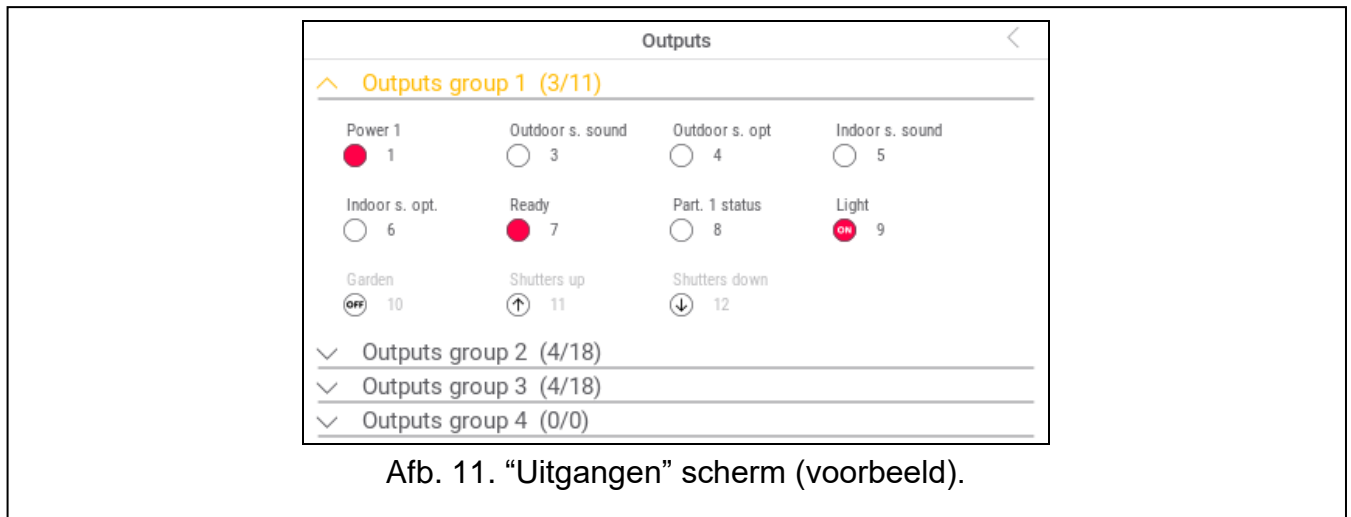 Outputs
Outputs group 1 (3/11)
Power 1 Outdoor s. sound Outdoor s. opt Indoor s. sound
1 3 4 5
Indoor s. opt. Ready Part. 1 status Light
6 7 8 ON 9
Garden Shutters up Shutters down
OFF 10 11 12
Outputs group 2 (4/18)
Outputs group 3 (4/18)
Outputs group 4 (0/0)
Afb. 11. “Uitgangen” scherm (voorbeeld).